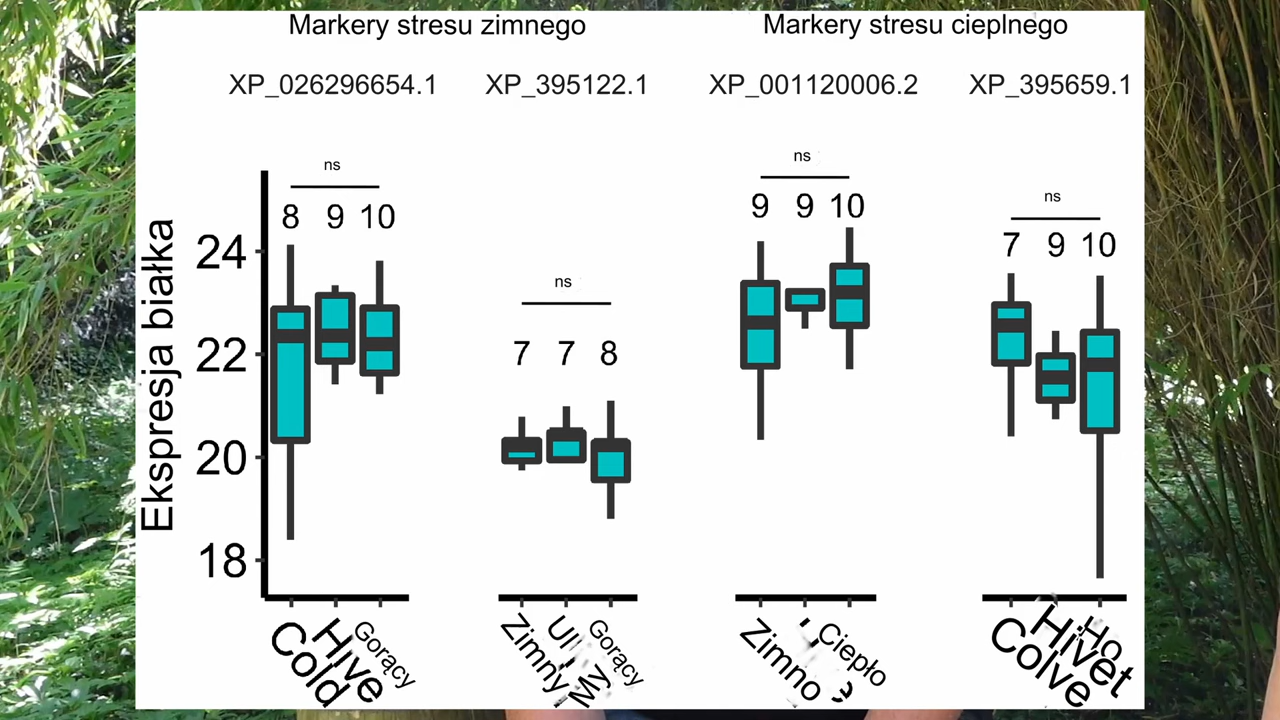 Markery stresu zimnego
Markery stresu cieplnego
XP_026296654.1
XP_395122.1
XP_001120006.2
XP_395659.1
Ekspresja białka
24
22
20
18
ns
8 9 10
ns
7 7 8
ns
9 9 10
ns
7 9 10
Cold
Hive
Gorący
Zimny
Gorący
Zimno
Ciepło